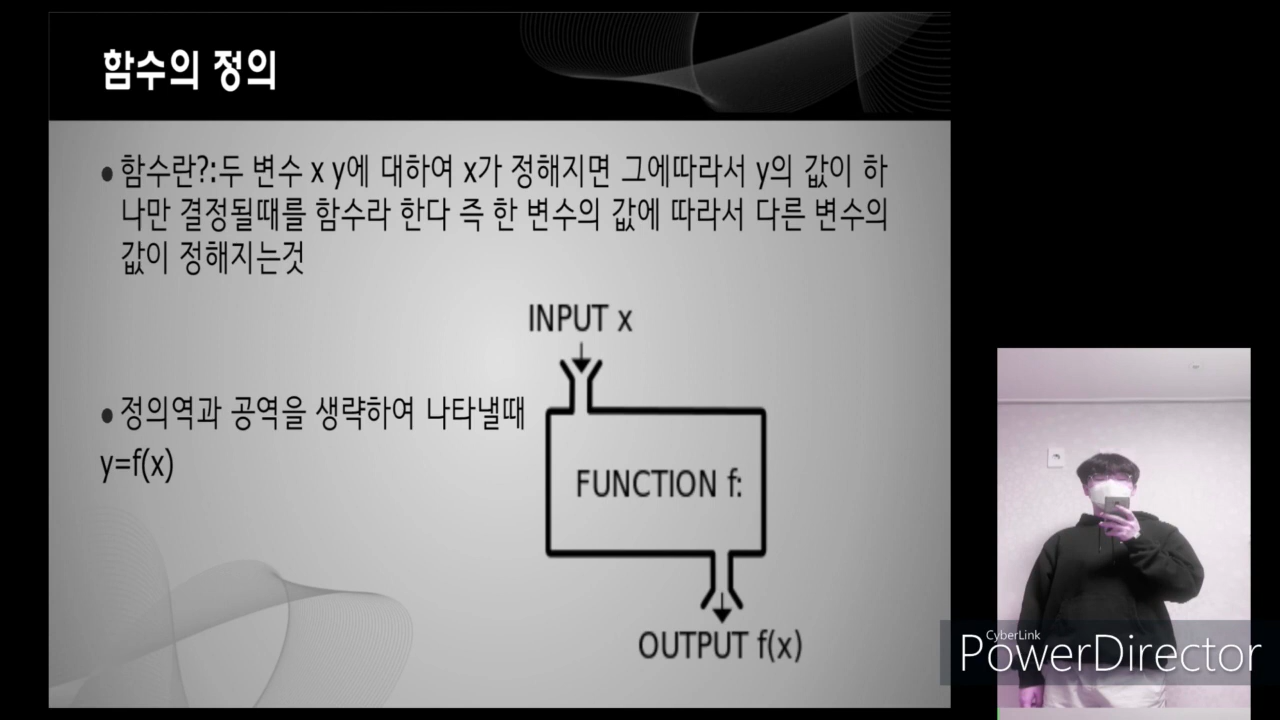 함수의 정의
함수란?:두 변수 x y에 대하여 x가 정해지면 그에따라서 y의 값이 하
나만 결정될때를 함수라 한다 즉 한 변수의 값에 따라서 다른 변수의
값이 정해지는것
INPUT x
정의역과 공역을 생략하여 나타낼때
y=f(x)
FUNCTION f:
OUTPUT f(x)
CyberLink
PowerDirector